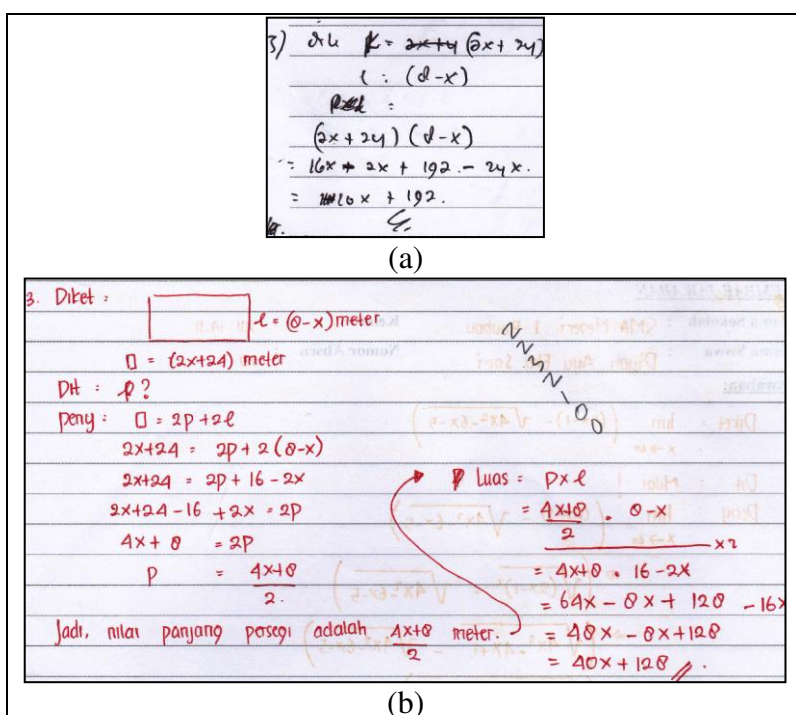 3) dik p = (2x+24)
l : (8-x)
(2x+24) (8-x)
= 16x + 2x + 192 - 24x.
= 10x + 192.
(a)
3. Diket :
l = (8-x) meter
□ = (2x+24) meter
Dit : p?
Peny : □ = 2p + 2l
2x+24 = 2p + 2 (8-x)
2x+24 = 2p + 16 - 2x
2x+24 - 16 + 2x = 2p
4x + 8 = 2p
p = 4x+8/2.
Jadi, nilai panjang persegi adalah 4x+8/2 meter.
Luas = p x l
= 4x+8/2 . 8-x
x2
= 4x+8 . 16-2x
= 64x - 8x + 128 - 16x
= 48x - 8x + 128
= 40x + 128 //.
(b)